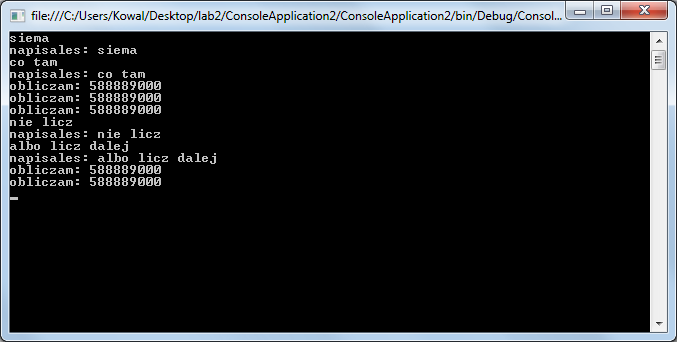 file:///C:/Users/Kowal/Desktop/lab2/ConsoleApplication2/ConsoleApplication2/bin/Debug/Consol...
siema
napisales: siema
co tam
napisales: co tam
obliczam: 588889000
obliczam: 588889000
obliczam: 588889000
nie licz
napisales: nie licz
albo licz dalej
napisales: albo licz dalej
obliczam: 588889000
obliczam: 588889000